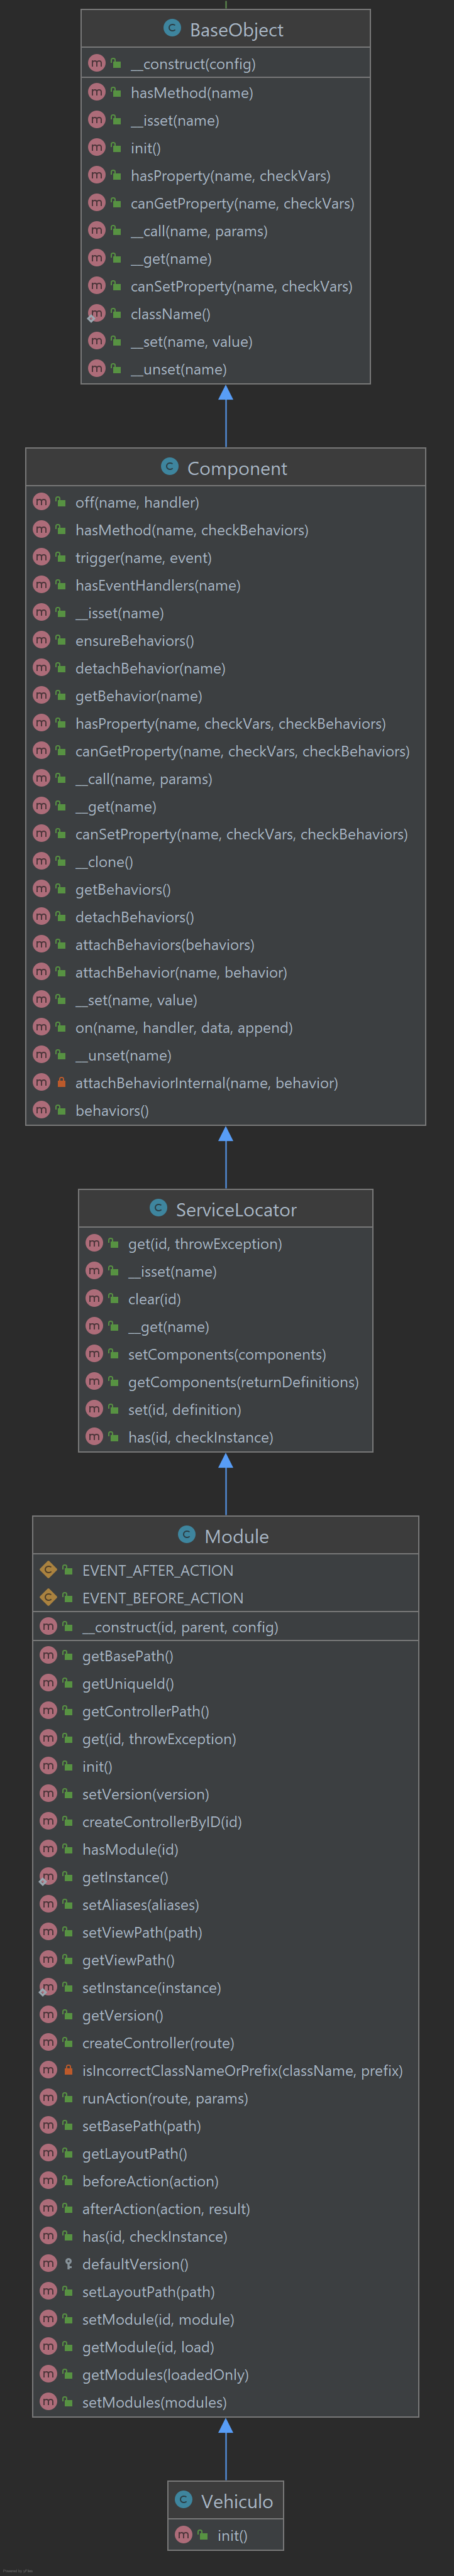 BaseObject
__construct(config)
hasMethod(name)
__isset(name)
init()
hasProperty(name, checkVars)
canGetProperty(name, checkVars)
__call(name, params)
__get(name)
canSetProperty(name, checkVars)
className()
__set(name, value)
__unset(name)
Component
off(name, handler)
hasMethod(name, checkBehaviors)
trigger(name, event)
hasEventHandlers(name)
__isset(name)
ensureBehaviors()
detachBehavior(name)
getBehavior(name)
hasProperty(name, checkVars, checkBehaviors)
canGetProperty(name, checkVars, checkBehaviors)
__call(name, params)
__get(name)
canSetProperty(name, checkVars, checkBehaviors)
__clone()
getBehaviors()
detachBehaviors()
attachBehaviors(behaviors)
attachBehavior(name, behavior)
__set(name, value)
on(name, handler, data, append)
__unset(name)
attachBehaviorInternal(name, behavior)
behaviors()
ServiceLocator
get(id, throwException)
__isset(name)
clear(id)
__get(name)
setComponents(components)
getComponents(returnDefinitions)
set(id, definition)
has(id, checkInstance)
Module
EVENT_AFTER_ACTION
EVENT_BEFORE_ACTION
__construct(id, parent, config)
getBasePath()
getUniqueId()
getControllerPath()
get(id, throwException)
init()
setVersion(version)
createControllerByID(id)
hasModule(id)
getInstance()
setAliases(aliases)
setViewPath(path)
getViewPath()
setInstance(instance)
getVersion()
createController(route)
isIncorrectClassNameOrPrefix(className, prefix)
runAction(route, params)
setBasePath(path)
getLayoutPath()
beforeAction(action)
afterAction(action, result)
has(id, checkInstance)
defaultVersion()
setLayoutPath(path)
setModule(id, module)
getModule(id, load)
getModules(loadedOnly)
setModules(modules)
Vehiculo
init()